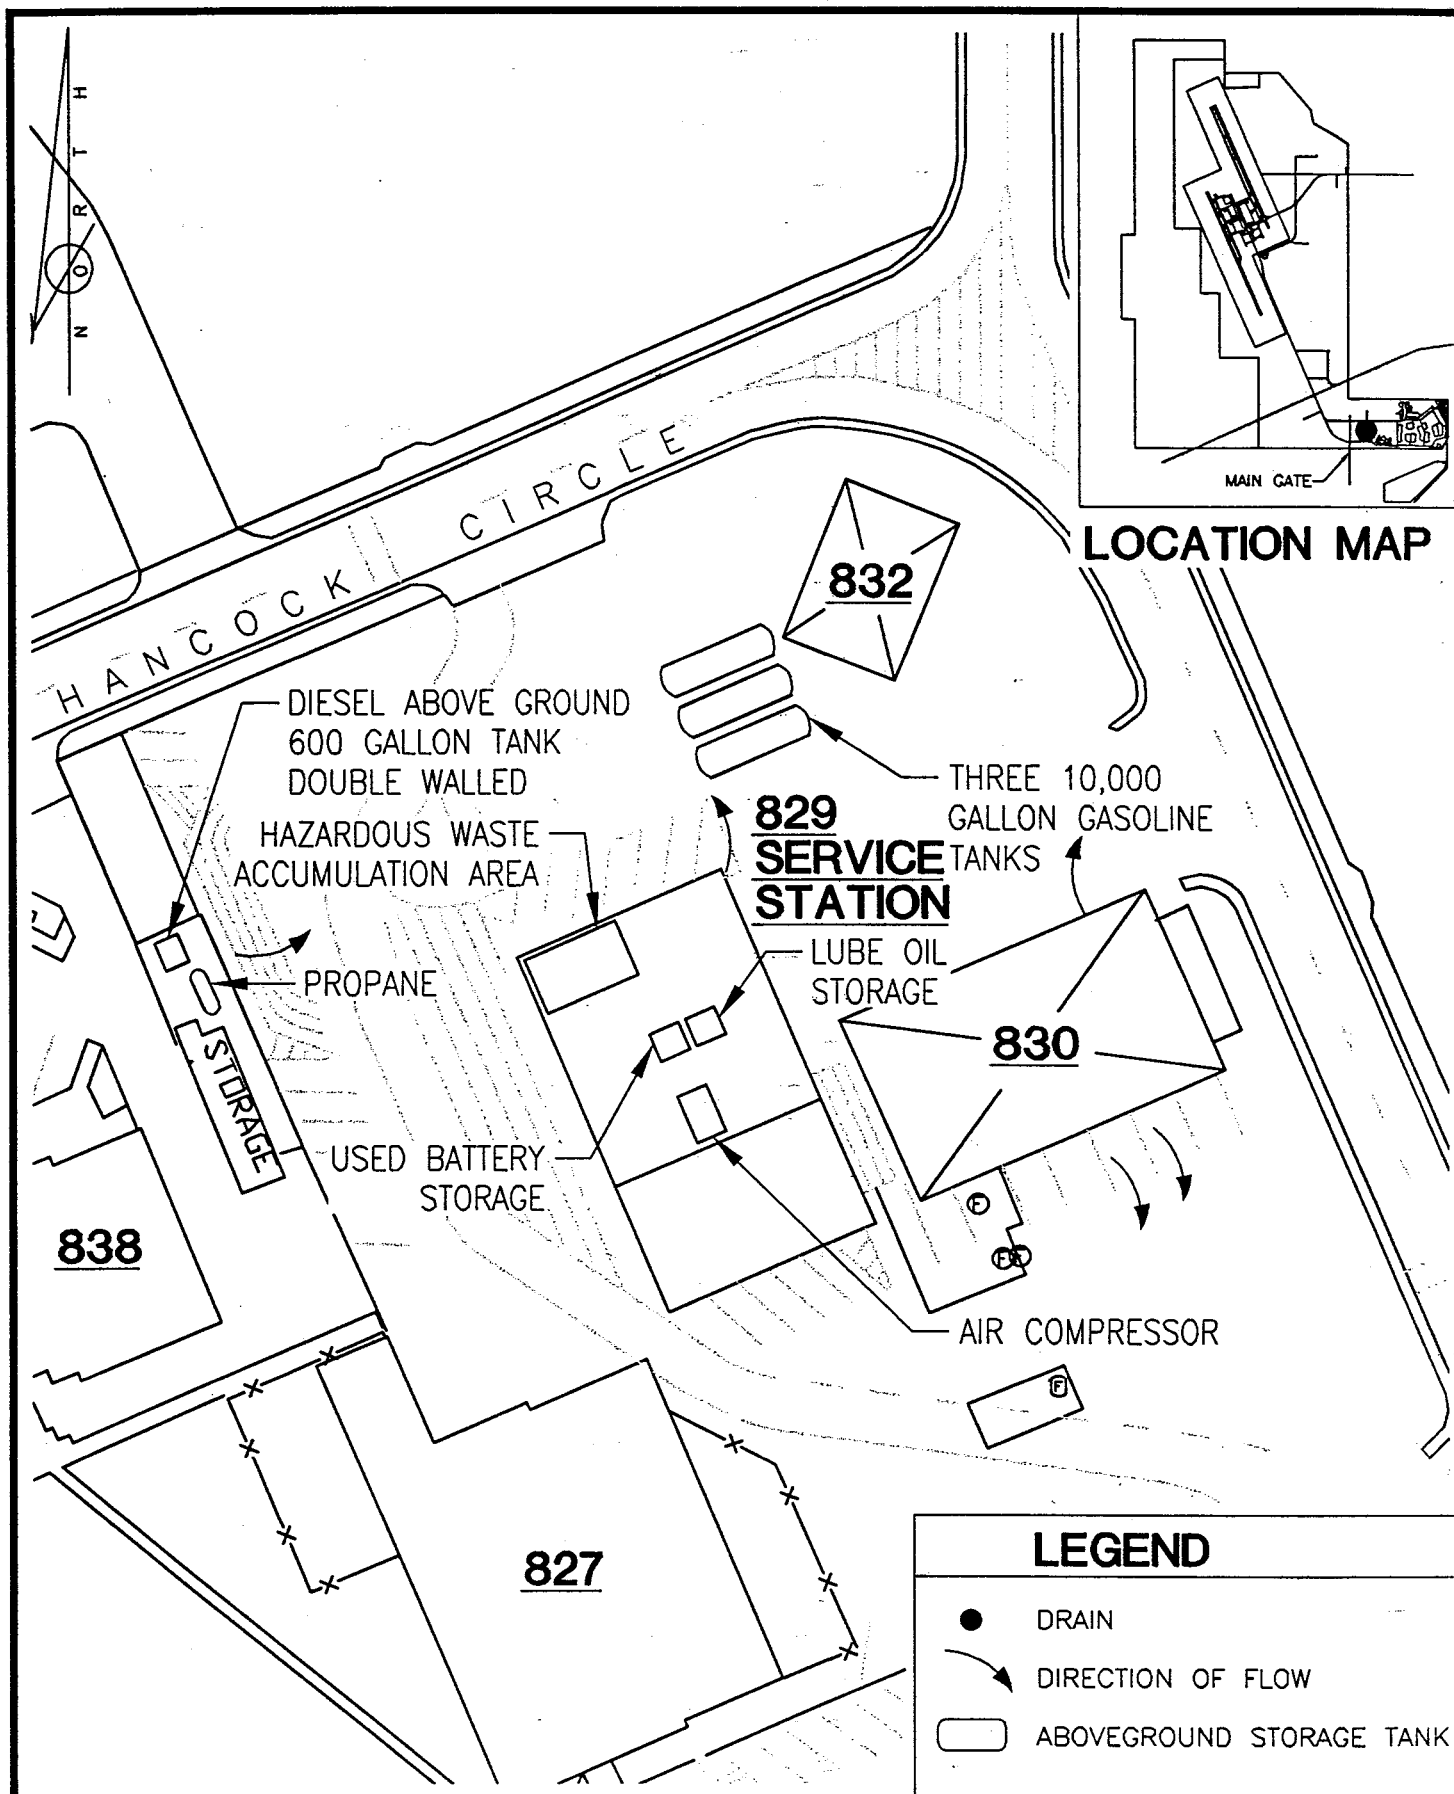 NORTH
MAIN GATE
LOCATION MAP
HANCOCK CIRCLE
832
DIESEL ABOVE GROUND
600 GALLON TANK
DOUBLE WALLED
THREE 10,000
GALLON GASOLINE
TANKS
829
SERVICE
STATION
HAZARDOUS WASTE
ACCUMULATION AREA
LUBE OIL
STORAGE
PROPANE
830
STORAGE
USED BATTERY
STORAGE
838
F
F
F
AIR COMPRESSOR
F
827
LEGEND
DRAIN
DIRECTION OF FLOW
ABOVEGROUND STORAGE TANK